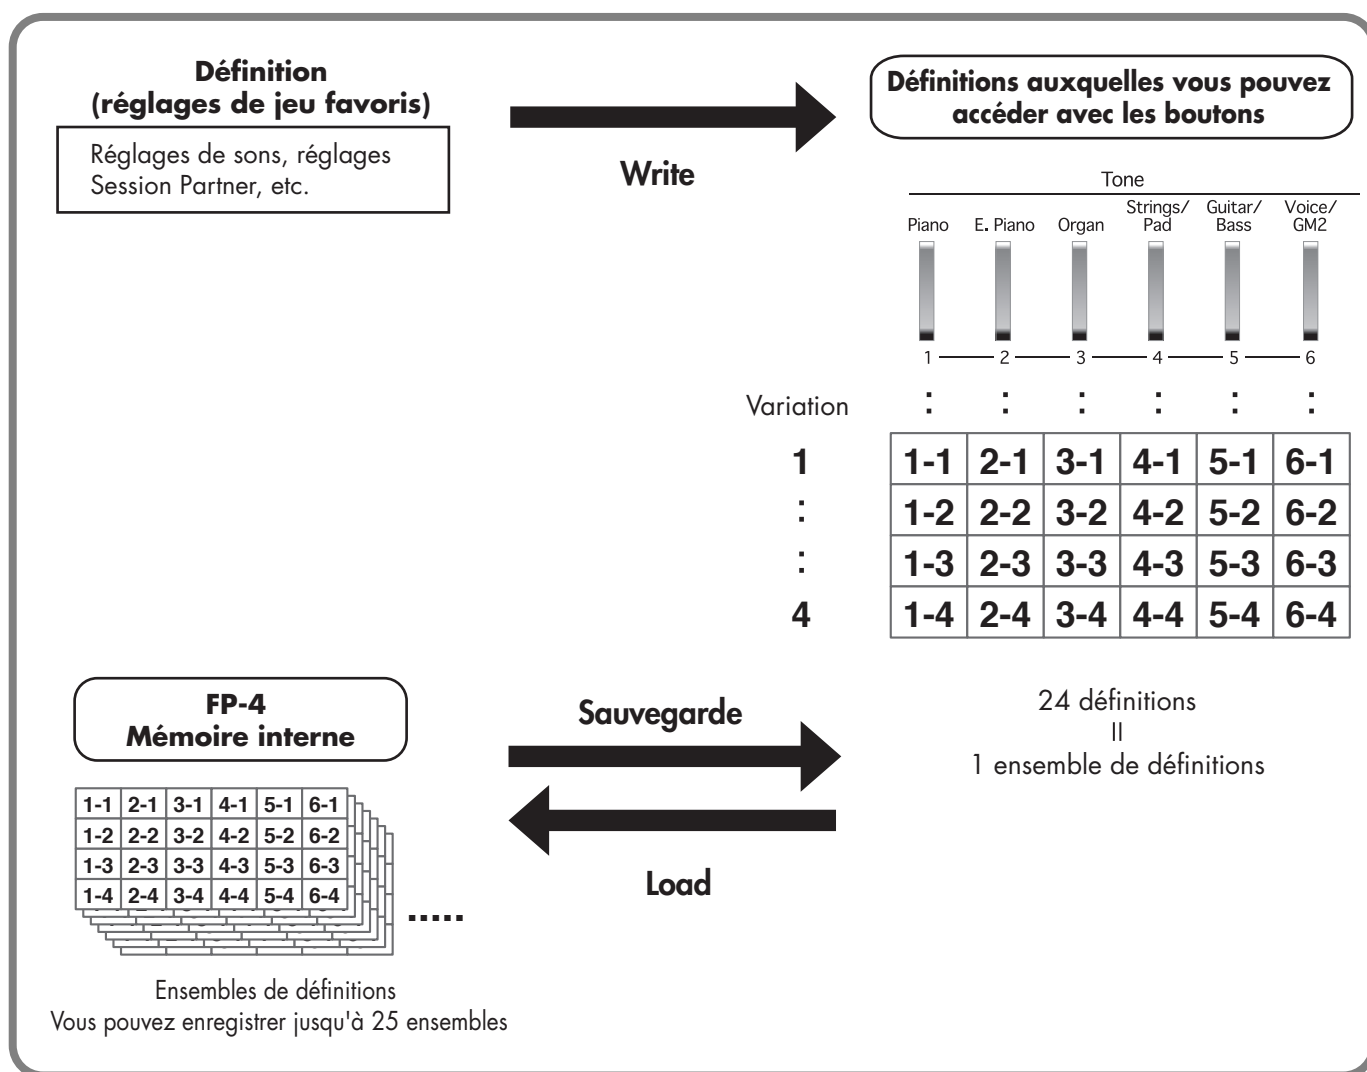 Définition
(réglages de jeu favoris)
Réglages de sons, réglages
Session Partner, etc.
Write
Définitions auxquelles vous pouvez
accéder avec les boutons
Tone
Piano E. Piano Organ Strings/ Pad Guitar/ Bass Voice/ GM2
1 2 3 4 5 6
Variation : : : : : :
1 1-1 2-1 3-1 4-1 5-1 6-1
: 1-2 2-2 3-2 4-2 5-2 6-2
: 1-3 2-3 3-3 4-3 5-3 6-3
4 1-4 2-4 3-4 4-4 5-4 6-4
24 définitions
=
1 ensemble de définitions
FP-4
Mémoire interne
Sauvegarde
Load
1-1 2-1 3-1 4-1 5-1 6-1
1-2 2-2 3-2 4-2 5-2 6-2
1-3 2-3 3-3 4-3 5-3 6-3
1-4 2-4 3-4 4-4 5-4 6-4
.....
Ensembles de définitions
Vous pouvez enregistrer jusqu'à 25 ensembles